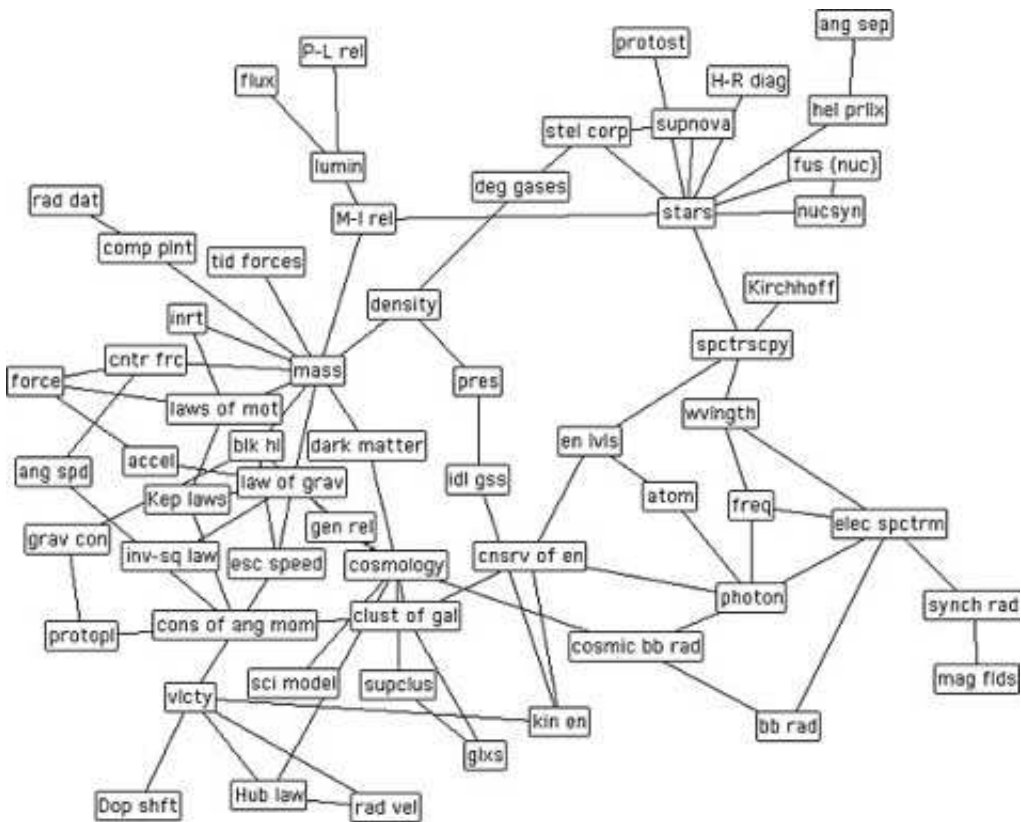 ang sep
protost
P-L rel
flux
H-R diag
hel prllx
stel corp
supnova
lumin
fus (nuc)
deg gases
rad dat
M-l rel
stars
nucsyn
comp plnt
tid forces
Kirchhoff
density
inrt
spctrscpy
cntr frc
mass
force
pres
laws of mot
wvlngth
blk hl
dark matter
en lvls
accel
ang spd
law of grav
idl gss
Kep laws
atom
freq
gen rel
elec spctrm
grav con
inv-sq law
esc speed
cosmology
cnsrv of en
photon
synch rad
protopl
cons of ang mom
clust of gal
cosmic bb rad
sci model
supclus
mag flds
vlcty
kin en
bb rad
glxs
Dop shft
Hub law
rad vel